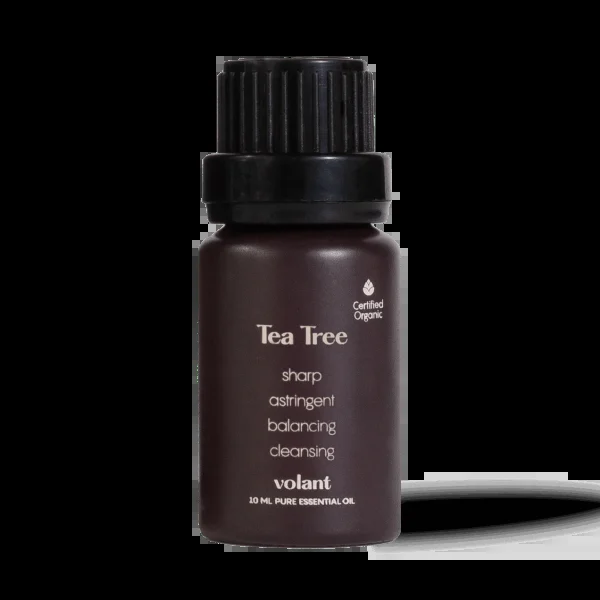 Certified
Organic
Tea Tree
sharp
astringent
balancing
cleansing
volant
10 ML PURE ESSENTIAL OIL